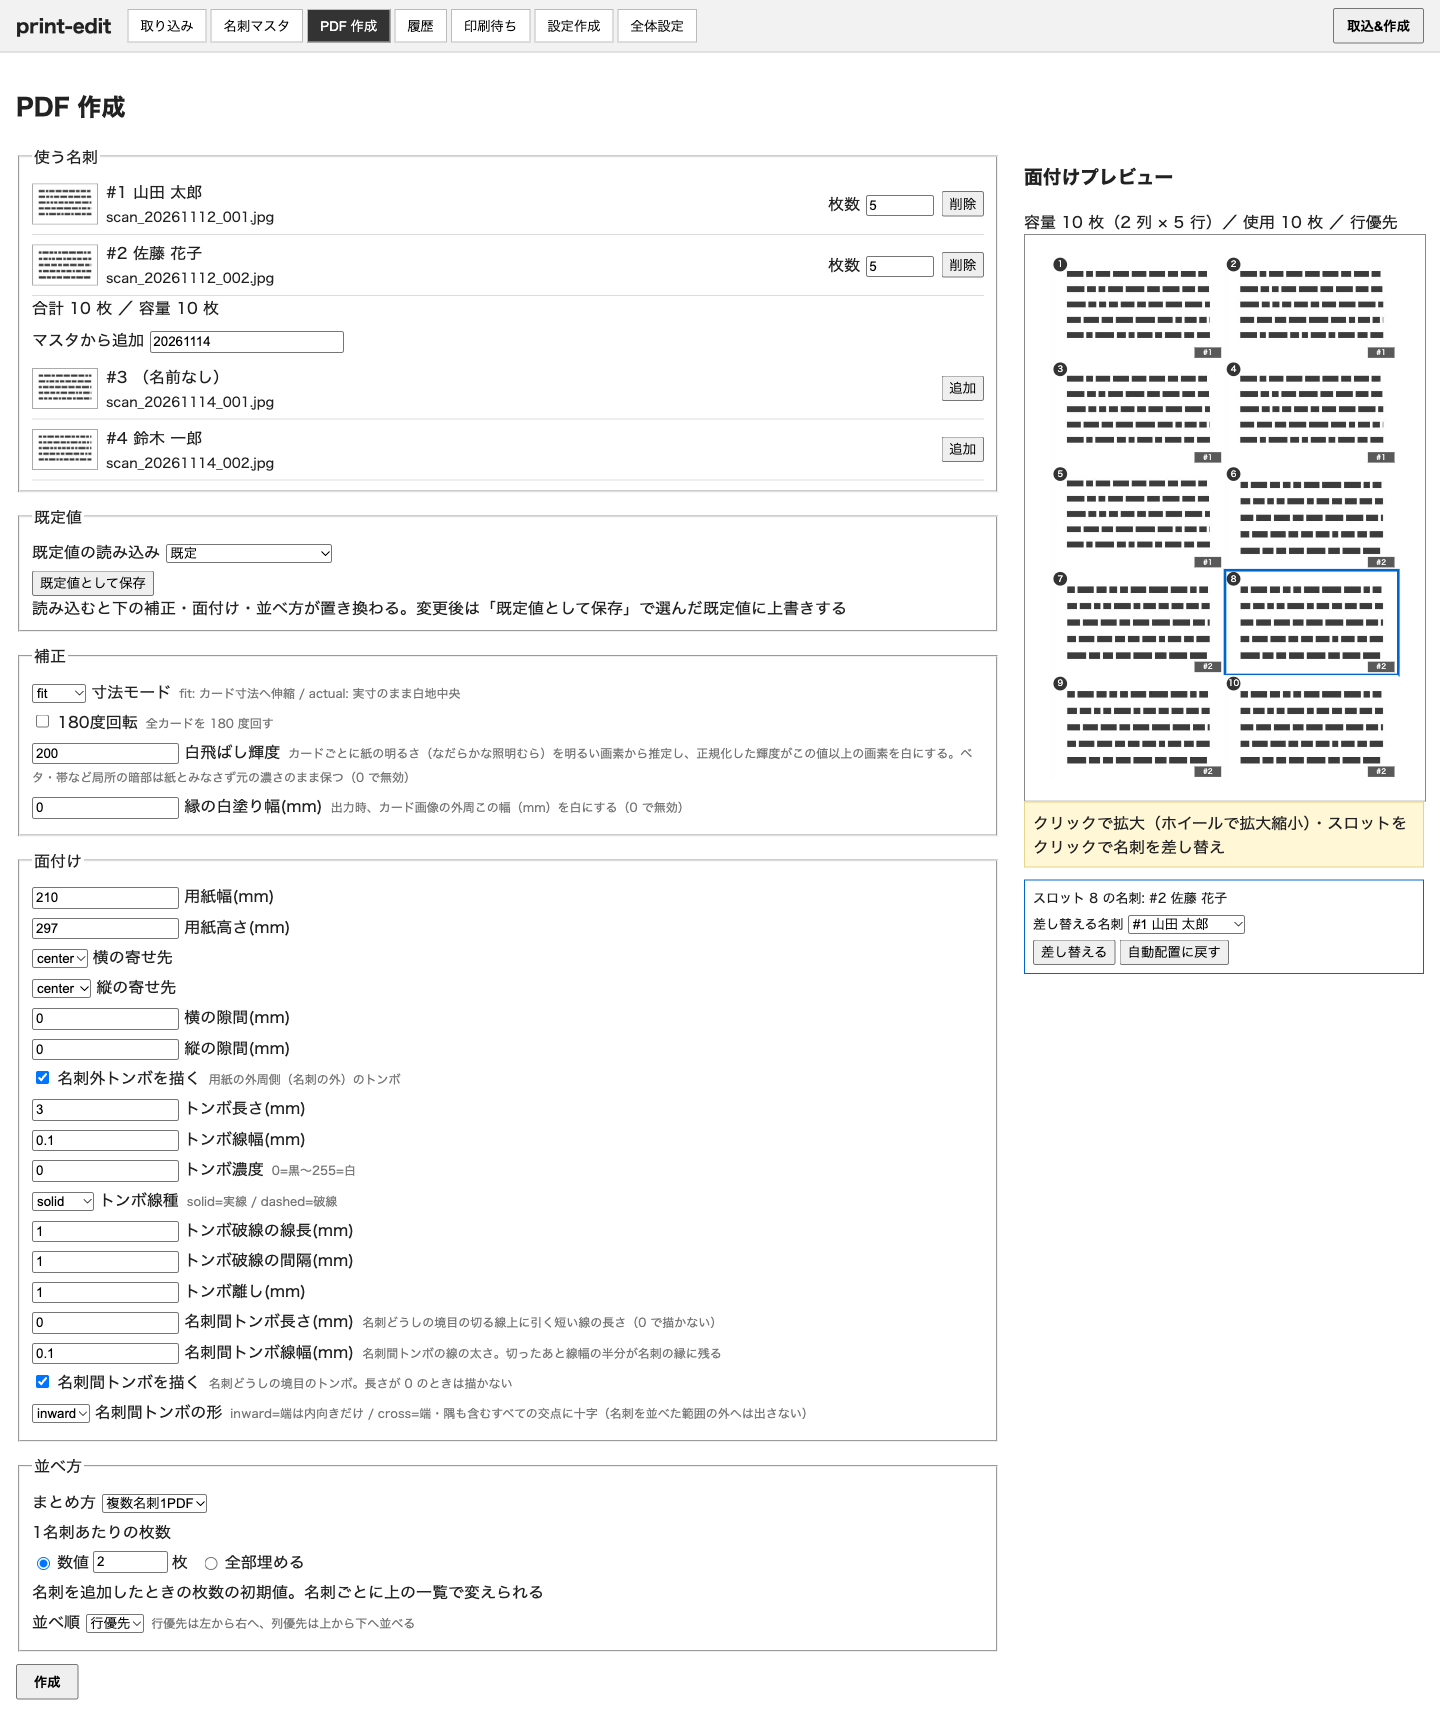 print-edit
取り込み
名刺マスタ
PDF 作成
履歴
印刷待ち
設定作成
全体設定
取込&作成
PDF 作成
使う名刺
#1 山田 太郎
scan_20261112_001.jpg
枚数 5 削除
#2 佐藤 花子
scan_20261112_002.jpg
枚数 5 削除
合計 10 枚 ／ 容量 10 枚
マスタから追加 20261114
#3 （名前なし）
scan_20261114_001.jpg
追加
#4 鈴木 一郎
scan_20261114_002.jpg
追加
既定値
既定値の読み込み 既定
既定値として保存
読み込むと下の補正・面付け・並べ方が置き換わる。変更後は「既定値として保存」で選んだ既定値に上書きする
補正
fit 寸法モード fit: カード寸法へ伸縮 / actual: 実寸のまま白地中央
180度回転 全カードを 180 度回す
200 白飛ばし輝度 カードごとに紙の明るさ（なだらかな照明むら）を明るい画素から推定し、正規化した輝度がこの値以上の画素を白にする。ベ
タ・帯など局所の暗部は紙とみなさず元の濃さのまま保つ（0 で無効）
0 縁の白塗り幅(mm) 出力時、カード画像の外周この幅（mm）を白にする（0 で無効）
面付け
210 用紙幅(mm)
297 用紙高さ(mm)
center 横の寄せ先
center 縦の寄せ先
0 横の隙間(mm)
0 縦の隙間(mm)
名刺外トンボを描く 用紙の外周側（名刺の外）のトンボ
3 トンボ長さ(mm)
0.1 トンボ線幅(mm)
0 トンボ濃度 0=黒〜255=白
solid トンボ線種 solid=実線 / dashed=破線
1 トンボ破線の線長(mm)
1 トンボ破線の間隔(mm)
1 トンボ離し(mm)
0 名刺間トンボ長さ(mm) 名刺どうしの境目の切る線上に引く短い線の長さ（0 で描かない）
0.1 名刺間トンボ線幅(mm) 名刺間トンボの線の太さ。切ったあと線幅の半分が名刺の縁に残る
名刺間トンボを描く 名刺どうしの境目のトンボ。長さが 0 のときは描かない
inward 名刺間トンボの形 inward=端は内向きだけ / cross=端・隅も含むすべての交点に十字（名刺を並べた範囲の外へは出さない）
並べ方
まとめ方 複数名刺1PDF
1名刺あたりの枚数
数値 2 枚 全部埋める
名刺を追加したときの枚数の初期値。名刺ごとに上の一覧で変えられる
並べ順 行優先 行優先は左から右へ、列優先は上から下へ並べる
作成
面付けプレビュー
容量 10 枚（2 列 × 5 行）／ 使用 10 枚 ／ 行優先
1 2
#1 #1
3 4
#1 #1
5 6
#1 #2
7 8
#2 #2
9 10
#2 #2
クリックで拡大（ホイールで拡大縮小）・スロットを
クリックで名刺を差し替え
スロット 8 の名刺: #2 佐藤 花子
差し替える名刺 #1 山田 太郎
差し替える 自動配置に戻す